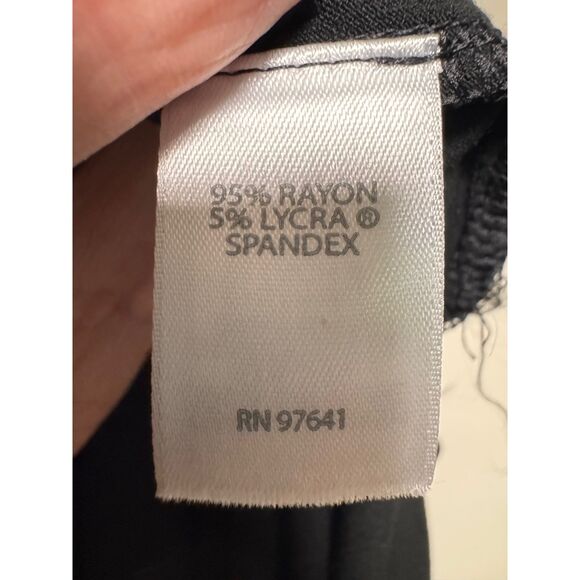 95% RAYON
5% LYCRA ®
SPANDEX
RN 97641